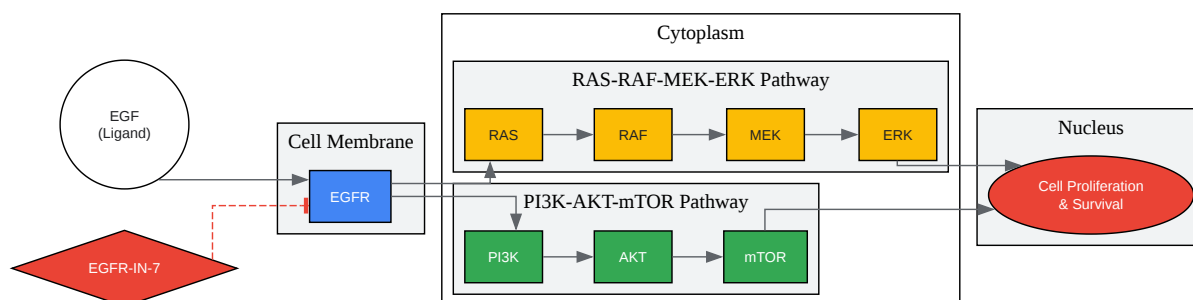 Cytoplasm
RAS-RAF-MEK-ERK Pathway
EGF
(Ligand)
RAS
RAF
MEK
ERK
Cell Membrane
Nucleus
EGFR
Cell Proliferation
& Survival
PI3K-AKT-mTOR Pathway
EGFR-IN-7
PI3K
AKT
mTOR